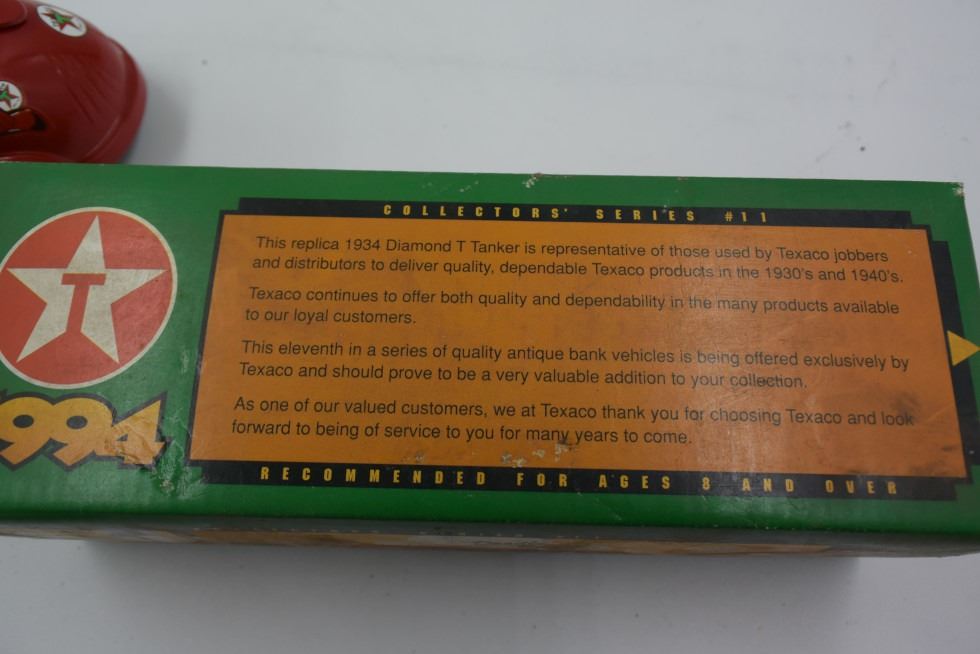 COLLECTORS' SERIES #11
This replica 1934 Diamond T Tanker is representative of those used by Texaco jobbers
and distributors to deliver quality, dependable Texaco products in the 1930's and 1940's.
Texaco continues to offer both quality and dependability in the many products available
to our loyal customers.
This eleventh in a series of quality antique bank vehicles is being offered exclusively by
Texaco and should prove to be a very valuable addition to your collection.
As one of our valued customers, we at Texaco thank you for choosing Texaco and look
forward to being of service to you for many years to come.
RECOMMENDED FOR AGES 8 AND OVER
T
994